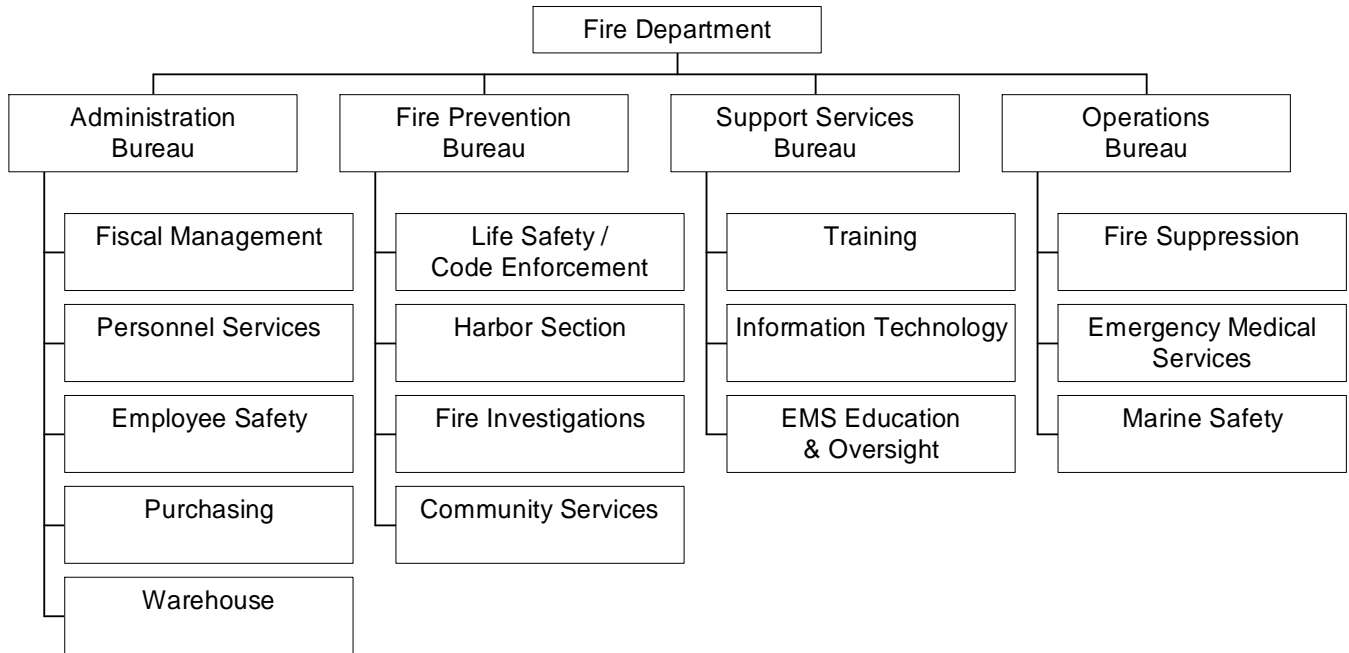 Fire Department
Administration
Bureau
Fire Prevention
Bureau
Support Services
Bureau
Operations
Bureau
Fiscal Management
Personnel Services
Employee Safety
Purchasing
Warehouse
Life Safety /
Code Enforcement
Harbor Section
Fire Investigations
Community Services
Training
Information Technology
EMS Education
& Oversight
Fire Suppression
Emergency Medical
Services
Marine Safety